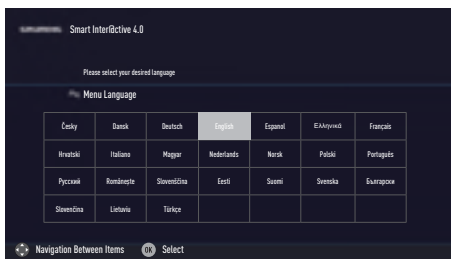 Smart Inter@ctive 4.0
Please select your desired language
Menu Language
Česky Dansk Deutsch English Espanol Ελληνικά Français
Hrvatski Italiano Magyar Nederlands Norsk Polski Português
Русский Românește Slovenščina Eesti Suomi Svenska Български
Slovenčina Lietuviu Türkçe
Navigation Between Items OK Select